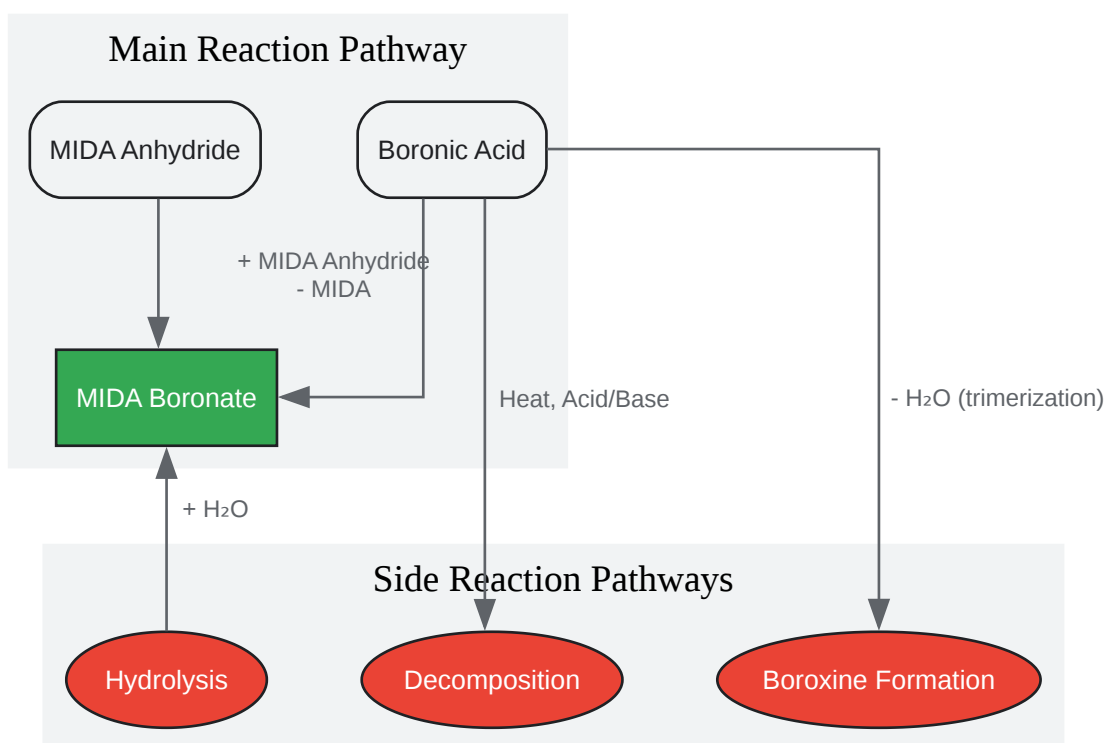 Main Reaction Pathway
MIDA Anhydride
Boronic Acid
+ MIDA Anhydride
- MIDA
MIDA Boronate
Heat, Acid/Base
- H₂O (trimerization)
+ H₂O
Side Reaction Pathways
Hydrolysis
Decomposition
Boroxine Formation